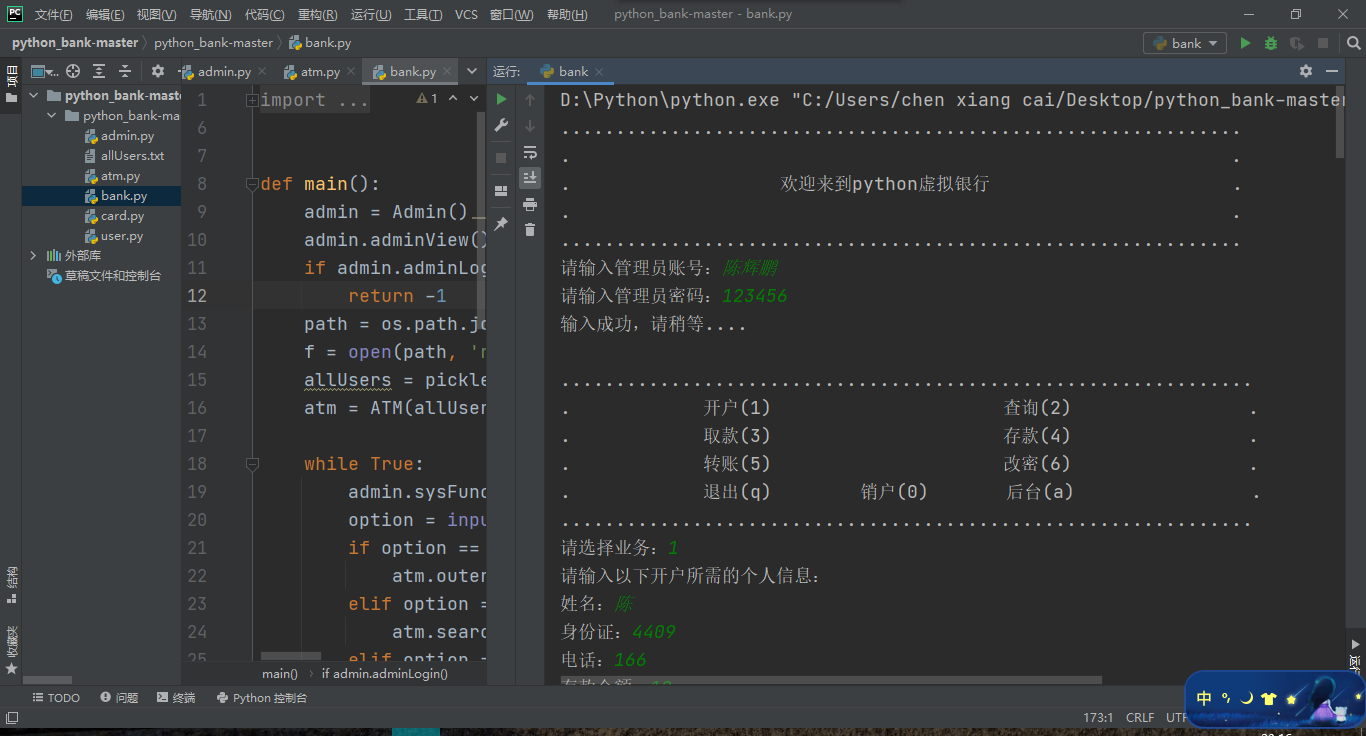 文件(F) 编辑(E) 视图(V) 导航(N) 代码(C) 重构(R) 运行(U) 工具(T) VCS 窗口(W) 帮助(H) python_bank-master - bank.py
python_bank-master python_bank-master bank.py
bank
项目
admin.py
atm.py
bank.py
运行:
bank
python_bank-maste
python_bank-ma
admin.py
allUsers.txt
atm.py
bank.py
card.py
user.py
外部库
草稿文件和控制台
结构
收藏夹
1 import ...
1
6
7
8 def main():
9 admin = Admin()
10 admin.adminView()
11 if admin.adminLog
12 return -1
13 path = os.path.jo
14 f = open(path, 'r
15 allUsers = pickle
16 atm = ATM(allUser
17
18 while True:
19 admin.sysFunc
20 option = inpu
21 if option ==
22 atm.outer
23 elif option =
24 atm.searc
25 elif option =
main() if admin.adminLogin()
D:\Python\python.exe "C:/Users/chen xiang cai/Desktop/python_bank-master
..............................................................
. .
. 欢迎来到python虚拟银行 .
. .
..............................................................
请输入管理员账号：陈辉鹏
请输入管理员密码：123456
输入成功，请稍等....
...............................................................
. 开户(1) 查询(2) .
. 取款(3) 存款(4) .
. 转账(5) 改密(6) .
. 退出(q) 销户(0) 后台(a) .
...............................................................
请选择业务：1
请输入以下开户所需的个人信息：
姓名：陈
身份证：4409
电话：166
TODO 问题 终端 Python 控制台
173:1 CRLF UTF
中